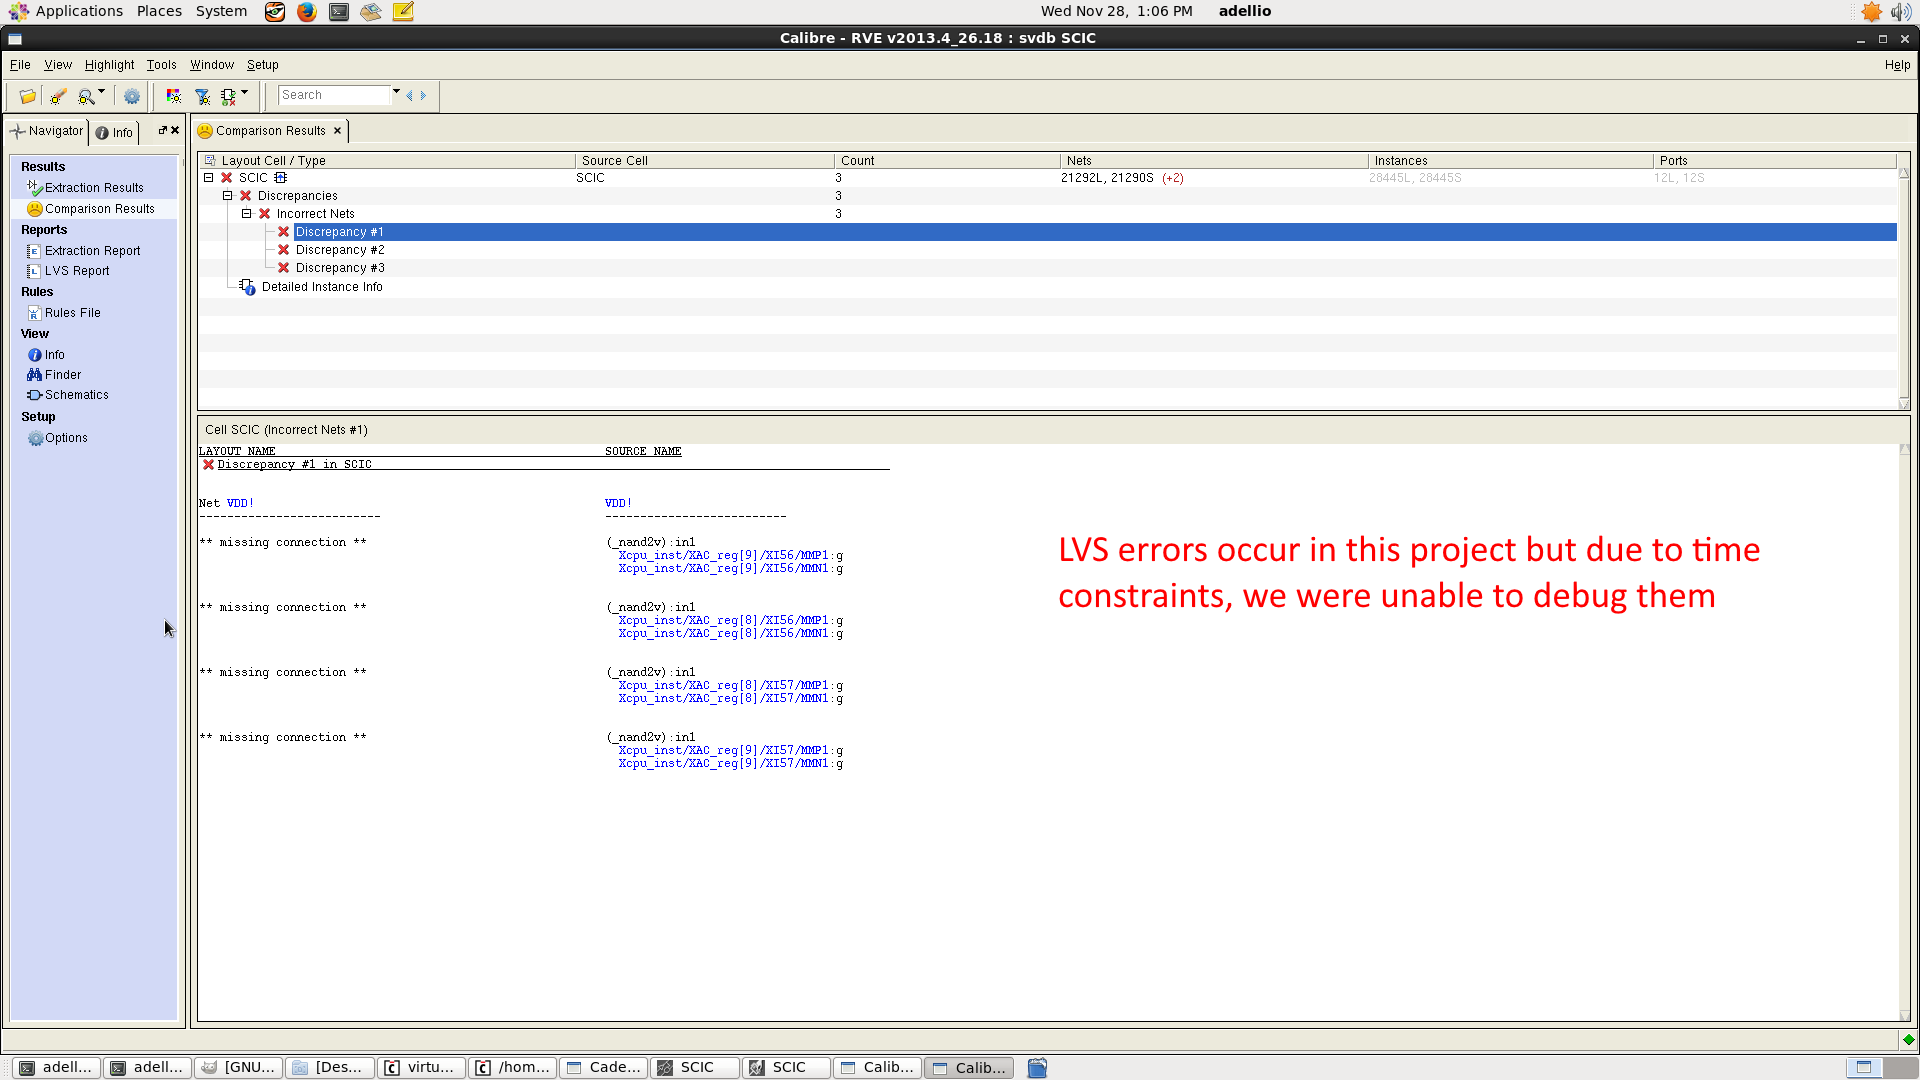 Applications Places System Wed Nov 28, 1:06 PM adellio
Calibre - RVE v2013.4_26.18 : svdb SCIC
File View Highlight Tools Window Setup Help
Search
Navigator Info
Results
Extraction Results
Comparison Results
Reports
Extraction Report
LVS Report
Rules
Rules File
View
Info
Finder
Schematics
Setup
Options
Comparison Results
Layout Cell / Type Source Cell Count Nets Instances Ports
SCIC SCIC 3 21292L, 21290S (+2) 28445L, 28445S 12L, 12S
Discrepancies 3
Incorrect Nets 3
Discrepancy #1
Discrepancy #2
Discrepancy #3
Detailed Instance Info
Cell SCIC (Incorrect Nets #1)
LAYOUT NAME SOURCE NAME
Discrepancy #1 in SCIC
Net VDD! VDD!
-------------------------- --------------------------
** missing connection ** (_nand2v):in1
Xcpu_inst/XAC_reg[9]/XI56/MMP1:g
Xcpu_inst/XAC_reg[9]/XI56/MMN1:g
** missing connection ** (_nand2v):in1
Xcpu_inst/XAC_reg[8]/XI56/MMP1:g
Xcpu_inst/XAC_reg[8]/XI56/MMN1:g
** missing connection ** (_nand2v):in1
Xcpu_inst/XAC_reg[8]/XI57/MMP1:g
Xcpu_inst/XAC_reg[8]/XI57/MMN1:g
** missing connection ** (_nand2v):in1
Xcpu_inst/XAC_reg[9]/XI57/MMP1:g
Xcpu_inst/XAC_reg[9]/XI57/MMN1:g
LVS errors occur in this project but due to time
constraints, we were unable to debug them
adell... adell... [GNU... [Des... virtu... /hom... Cade... SCIC SCIC Calib... Calib...